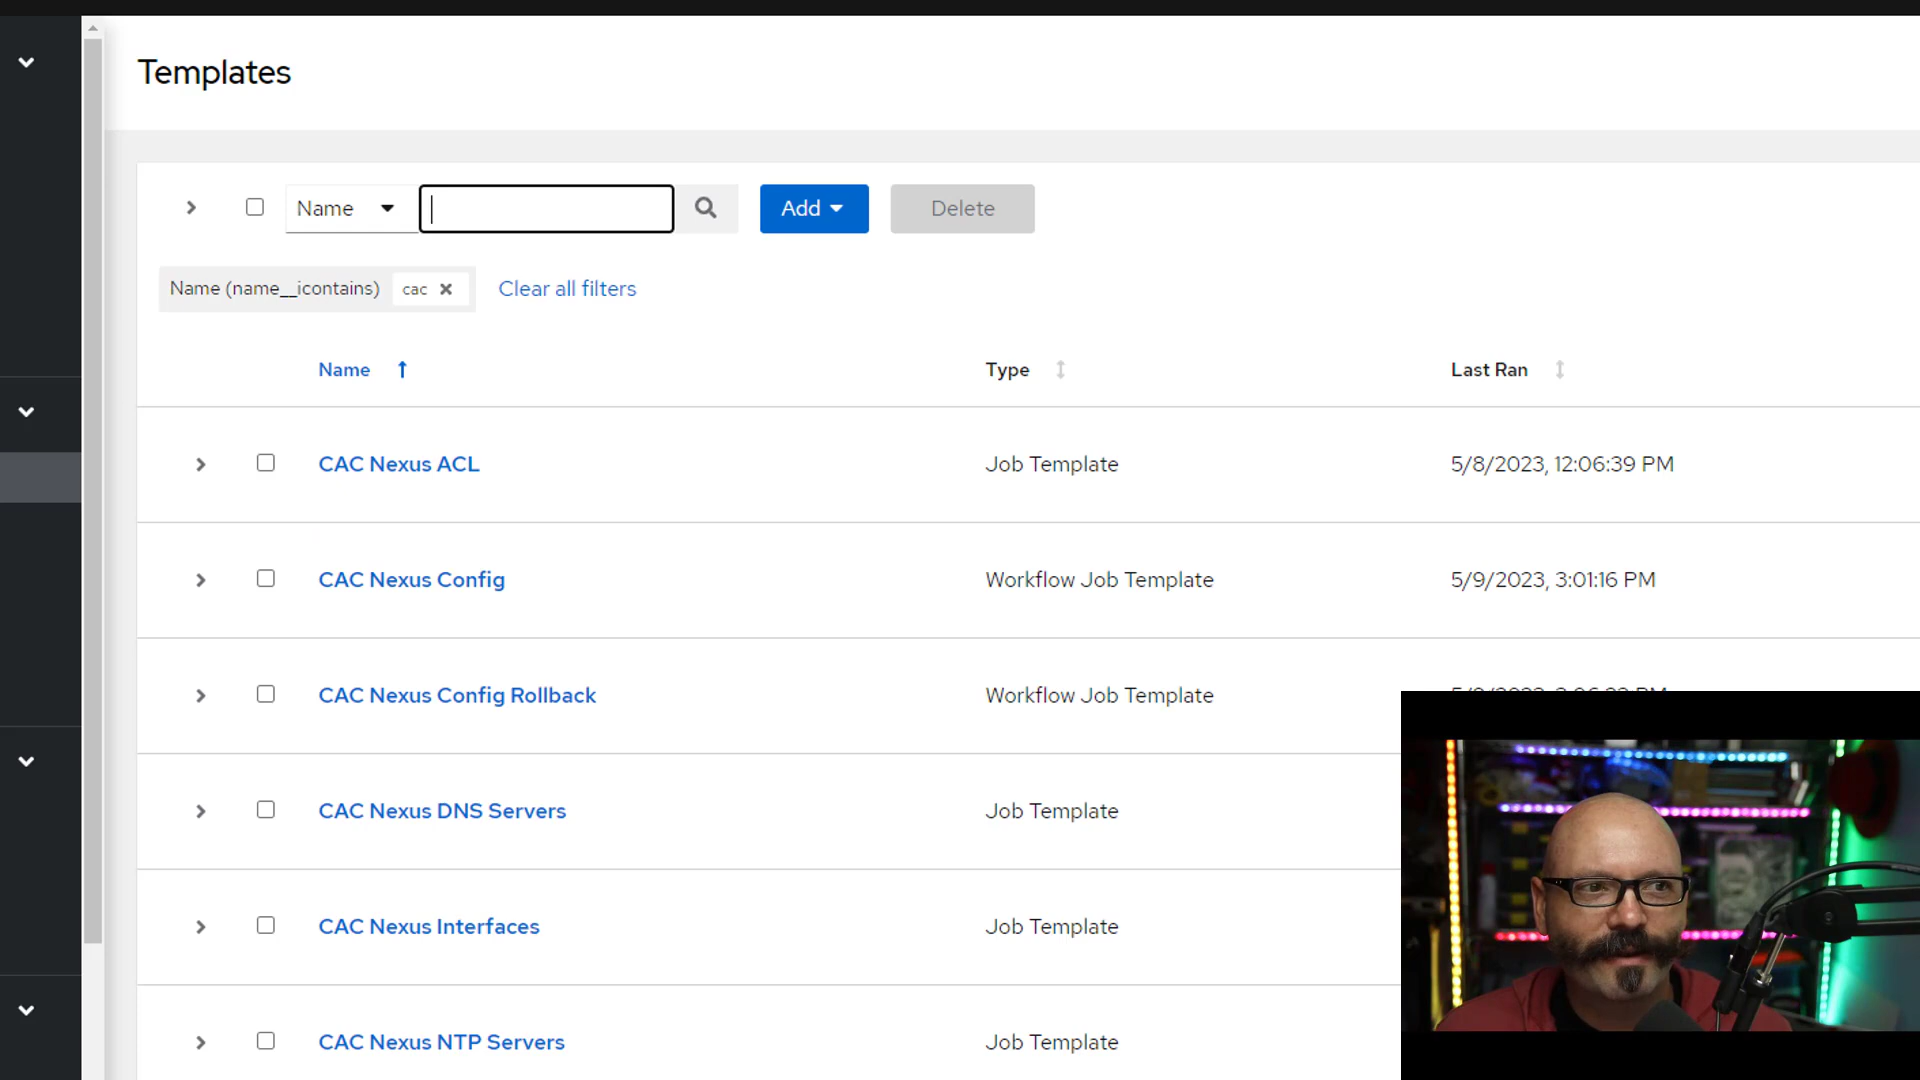 Templates
Name
Add
Delete
Name (name__icontains) cac
Clear all filters
Name Type Last Ran
CAC Nexus ACL Job Template 5/8/2023, 12:06:39 PM
CAC Nexus Config Workflow Job Template 5/9/2023, 3:01:16 PM
CAC Nexus Config Rollback Workflow Job Template
CAC Nexus DNS Servers Job Template
CAC Nexus Interfaces Job Template
CAC Nexus NTP Servers Job Template